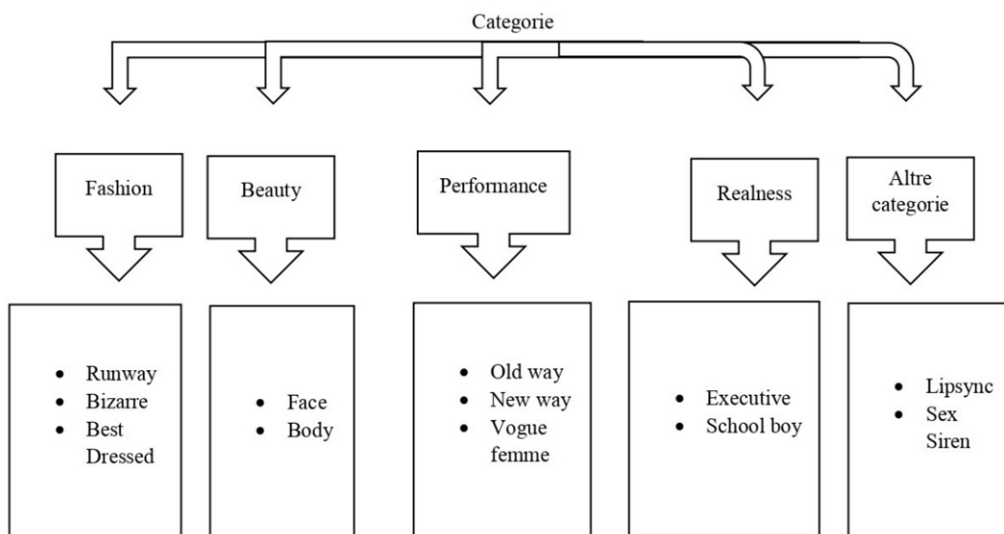 Categorie
Fashion
Beauty
Performance
Realness
Altre
categorie
Runway
Bizarre
Best
Dressed
Face
Body
Old way
New way
Vogue
femme
Executive
School boy
Lipsync
Sex
Siren